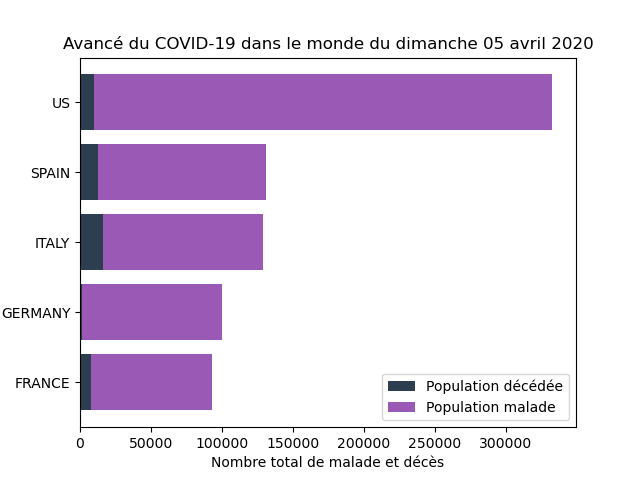 Avancé du COVID-19 dans le monde du dimanche 05 avril 2020
US
SPAIN
ITALY
GERMANY
FRANCE
Population décédée
Population malade
0 50000 100000 150000 200000 250000 300000
Nombre total de malade et décès